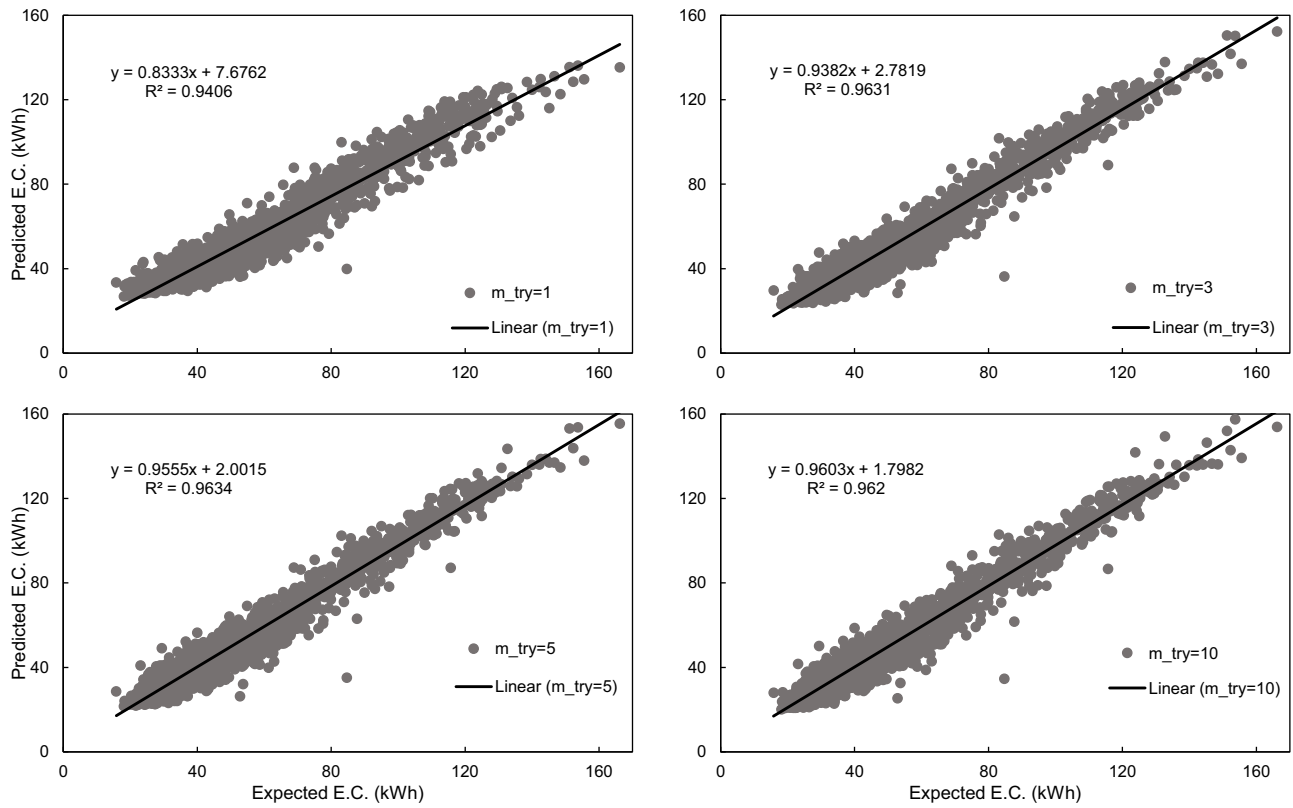 160
120
80
40
0
Predicted E.C. (kWh)
y = 0.8333x + 7.6762
R² = 0.9406
m_try=1
Linear (m_try=1)
0 40 80 120 160
160
120
80
40
0
y = 0.9382x + 2.7819
R² = 0.9631
m_try=3
Linear (m_try=3)
0 40 80 120 160
160
120
80
40
0
Predicted E.C. (kWh)
y = 0.9555x + 2.0015
R² = 0.9634
m_try=5
Linear (m_try=5)
0 40 80 120 160
Expected E.C. (kWh)
160
120
80
40
0
y = 0.9603x + 1.7982
R² = 0.962
m_try=10
Linear (m_try=10)
0 40 80 120 160
Expected E.C. (kWh)